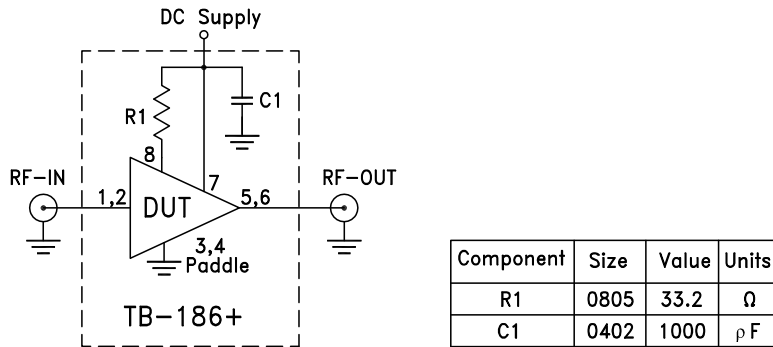 DC Supply
R1
C1
8
7
RF-IN
1,2
DUT
5,6
RF-OUT
3,4
Paddle
TB-186+
Component Size Value Units
R1 0805 33.2 Ω
C1 0402 1000 ρF